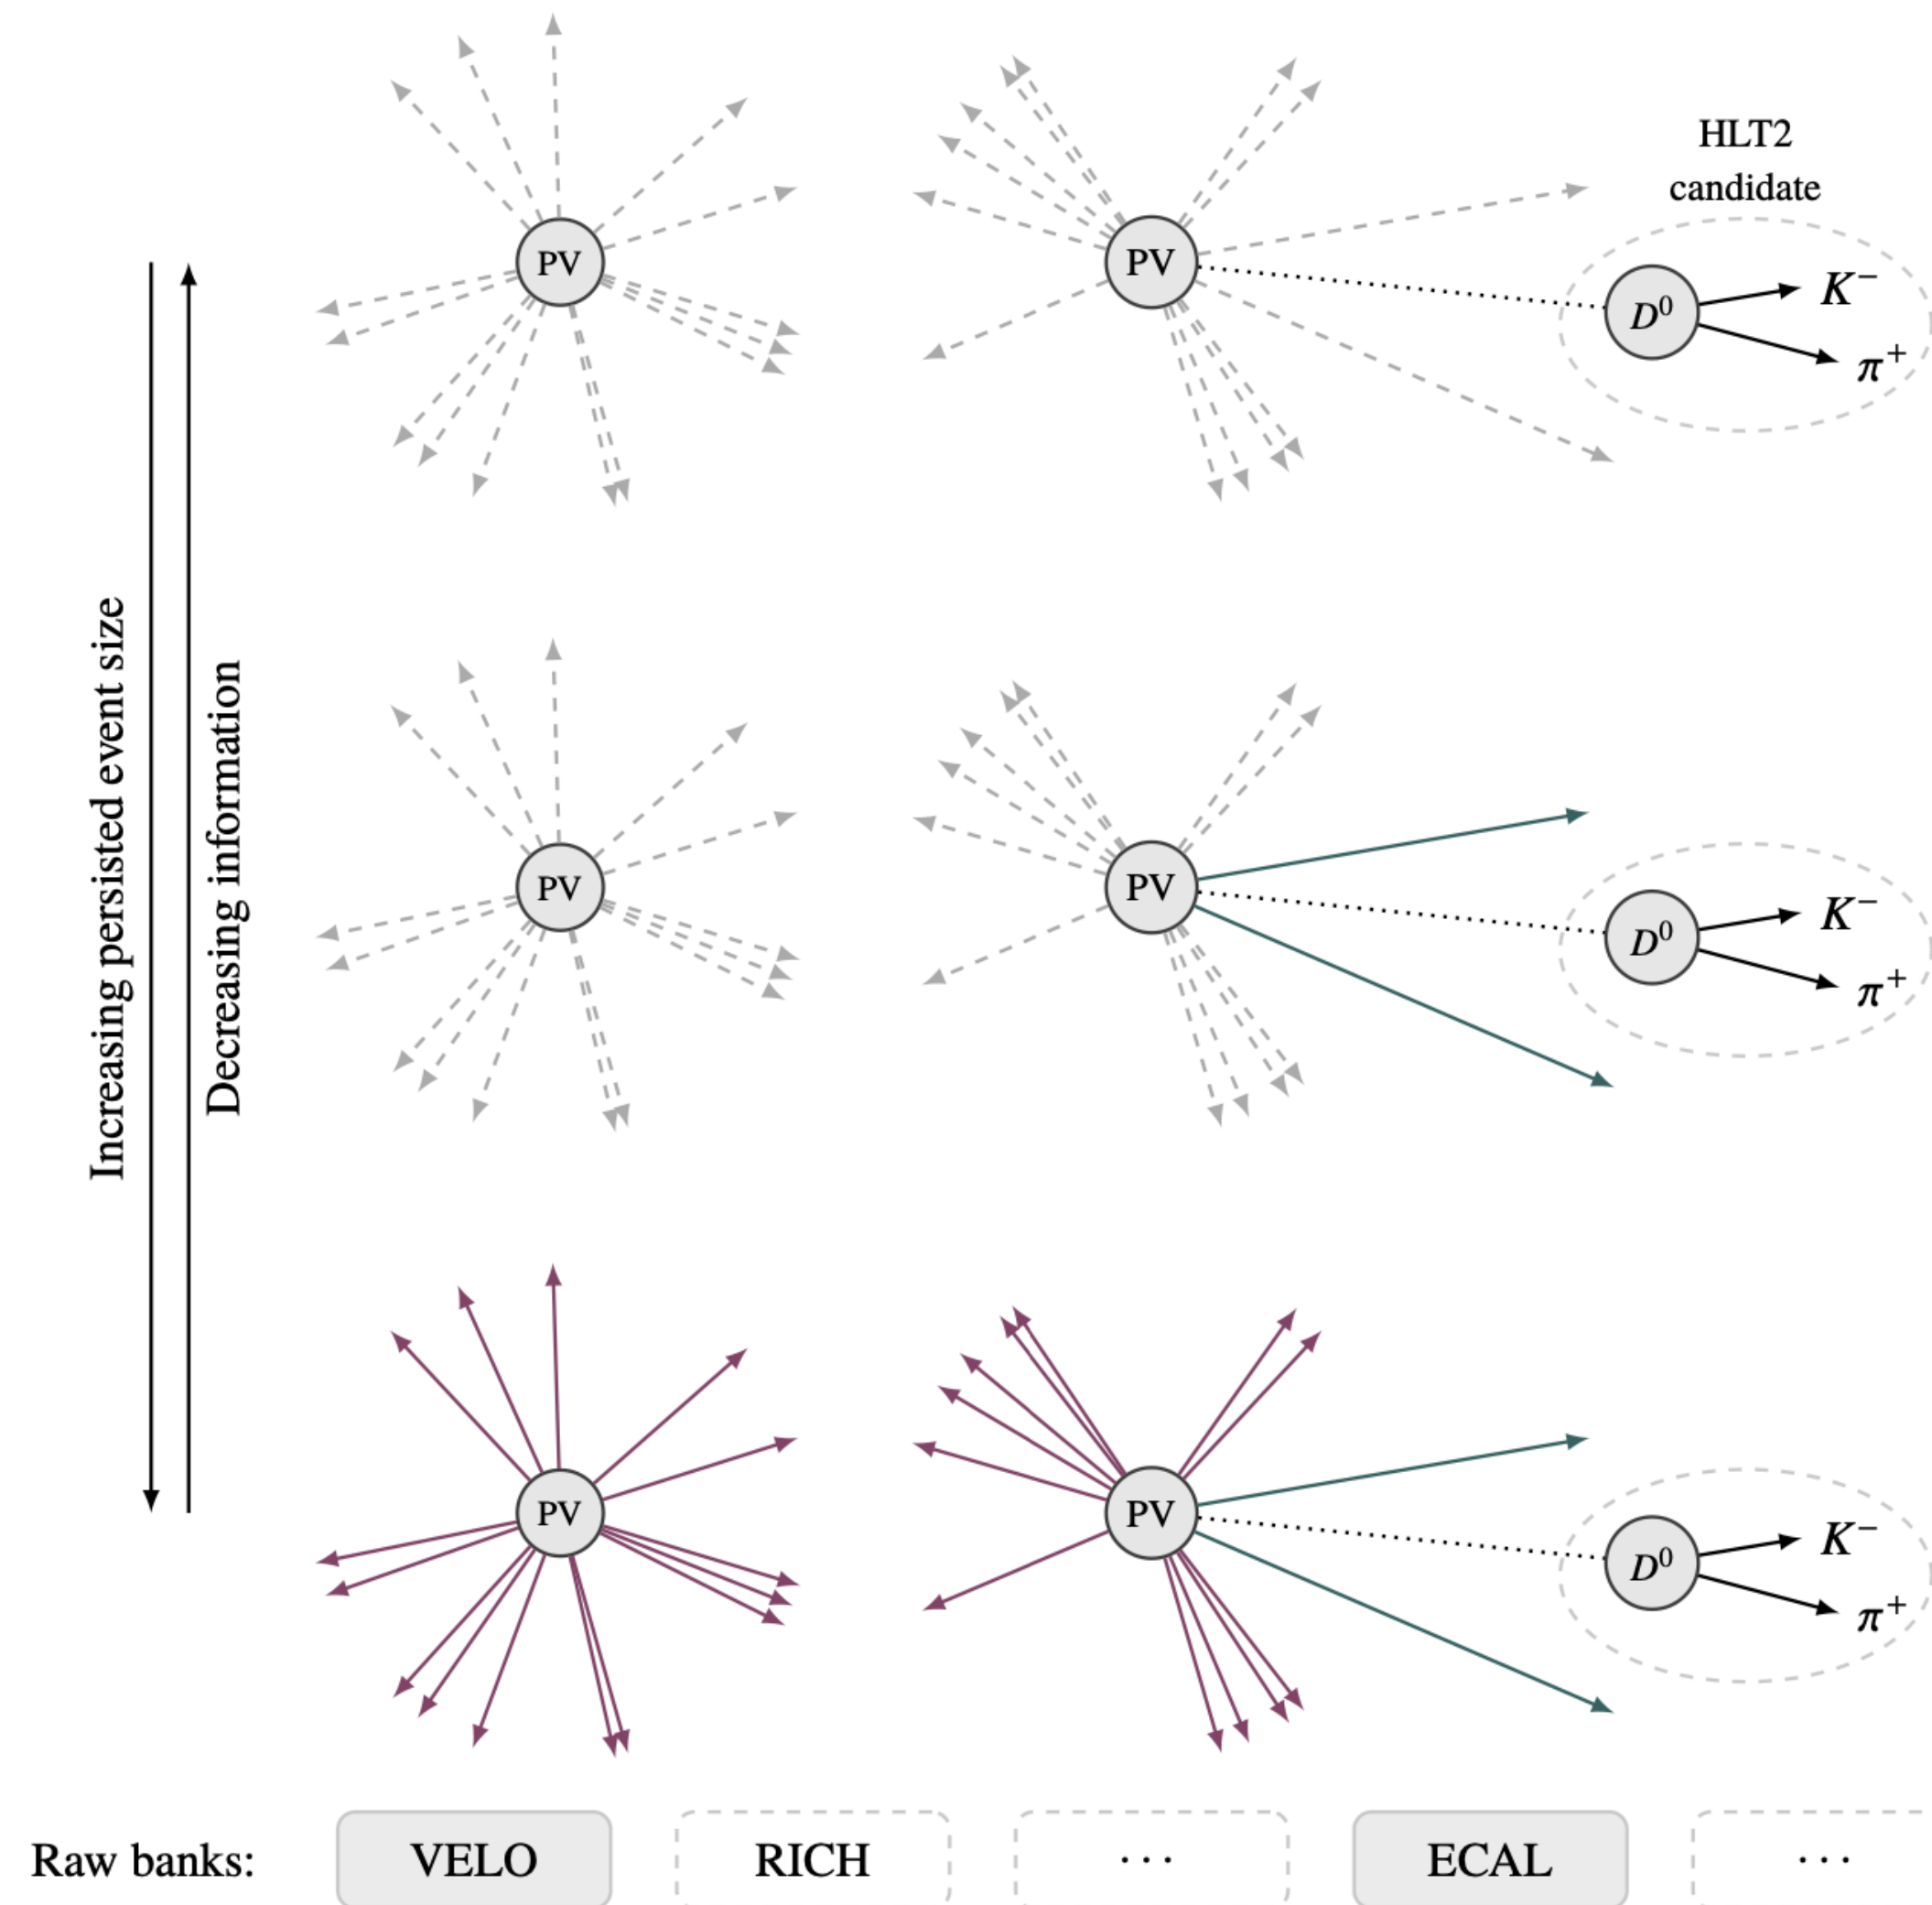 HLT2
candidate
PV
PV
D⁰
K⁻
π⁺
Increasing persisted event size
Decreasing information
PV
PV
D⁰
K⁻
π⁺
PV
PV
D⁰
K⁻
π⁺
Raw banks:
VELO
RICH
···
ECAL
···